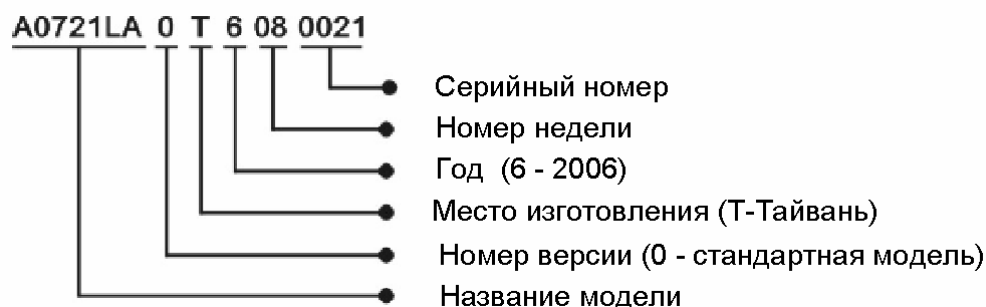 A0721LA 0 T 6 08 0021
Серийный номер
Номер недели
Год (6 - 2006)
Место изготовления (Т-Тайвань)
Номер версии (0 - стандартная модель)
Название модели